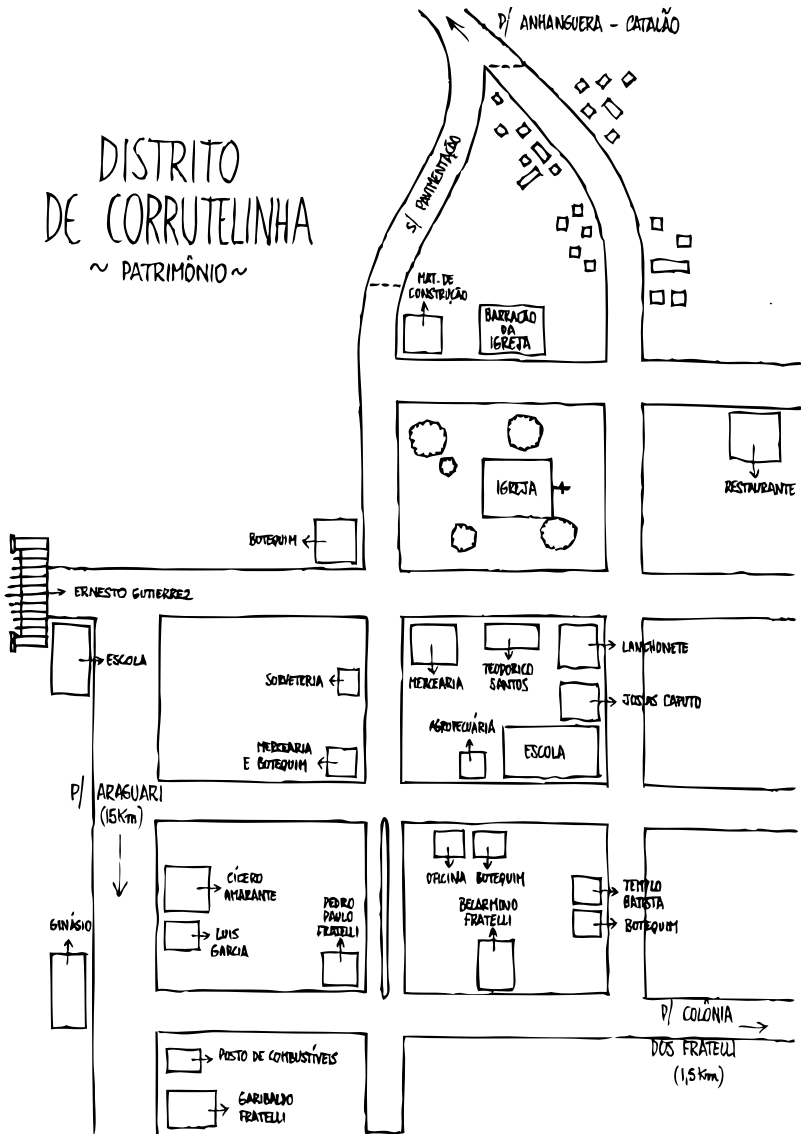 P/ ANHANGUERA - CATALÃO
DISTRITO
DE CORRUTELINHA
~ PATRIMÔNIO ~
S/ PAVIMENTAÇÃO
MAT. DE
CONSTRUÇÃO
BARRACÃO
DA
IGREJA
IGREJA
RESTAURANTE
BOTEQUIM
ERNESTO GUTIERREZ
ESCOLA
SORVETERIA
MERCEARIA
E BOTEQUIM
MERCEARIA
TEODORICO
SANTOS
LANCHONETE
JOSIAS CAPUTO
AGROPECUÁRIA
ESCOLA
P/ ARAGUARI
(15Km)
CÍCERO
AMARANTE
LUIS
GARCIA
PEDRO
PAULO
FRATELLI
OFICINA
BOTEQUIM
BELARMINO
FRATELLI
TEMPLO
BATISTA
BOTEQUIM
GINÁSIO
P/ COLÔNIA
DOS FRATELLI
(1,5Km)
POSTO DE COMBUSTÍVEIS
GARIBALDO
FRATELLI